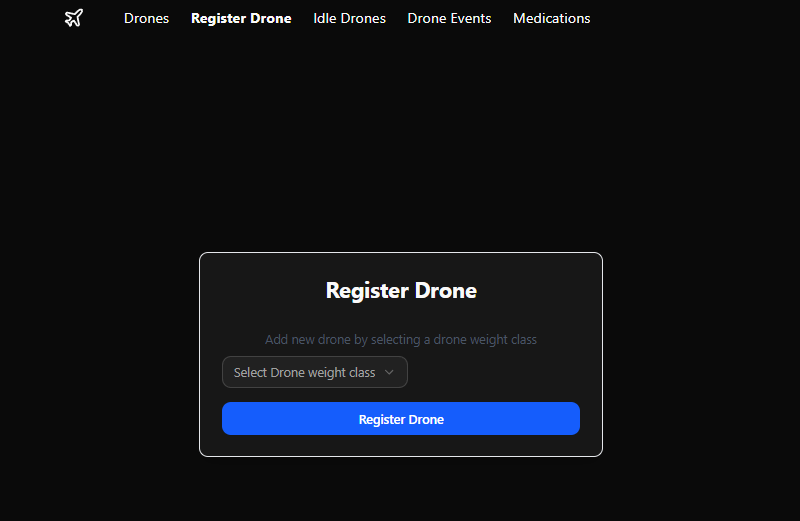 Drones Register Drone Idle Drones Drone Events Medications
Register Drone
Add new drone by selecting a drone weight class
Select Drone weight class
Register Drone